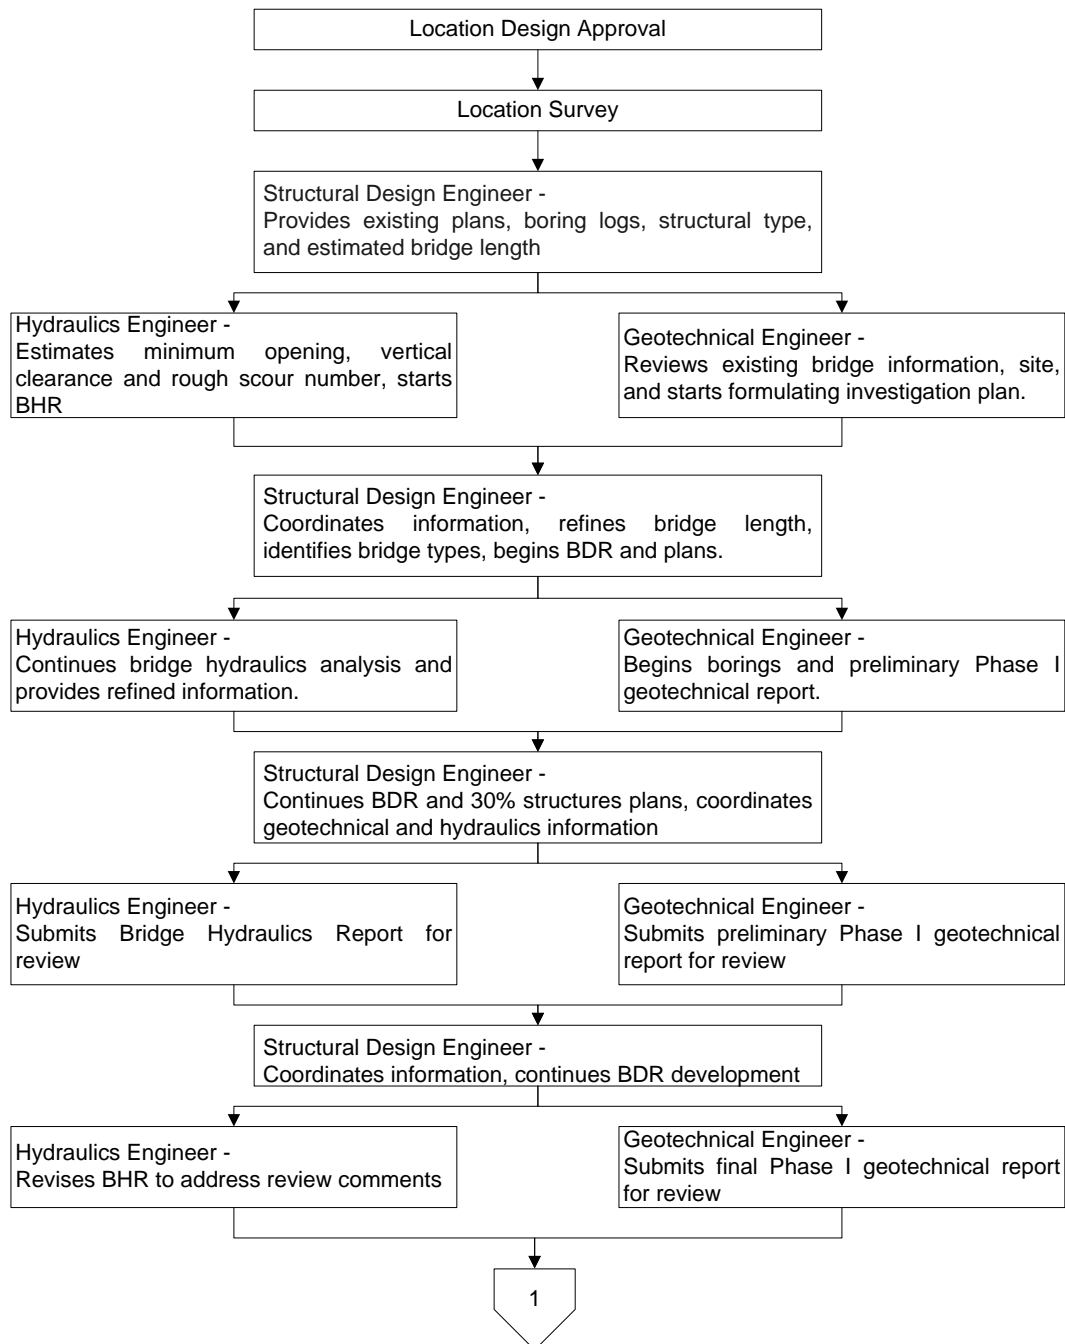 Location Design Approval
Location Survey
Structural Design Engineer -
Provides existing plans, boring logs, structural type,
and estimated bridge length
Hydraulics Engineer -
Estimates minimum opening, vertical
clearance and rough scour number, starts
BHR
Geotechnical Engineer -
Reviews existing bridge information, site,
and starts formulating investigation plan.
Structural Design Engineer -
Coordinates information, refines bridge length,
identifies bridge types, begins BDR and plans.
Hydraulics Engineer -
Continues bridge hydraulics analysis and
provides refined information.
Geotechnical Engineer -
Begins borings and preliminary Phase I
geotechnical report.
Structural Design Engineer -
Continues BDR and 30% structures plans, coordinates
geotechnical and hydraulics information
Hydraulics Engineer -
Submits Bridge Hydraulics Report for
review
Geotechnical Engineer -
Submits preliminary Phase I geotechnical
report for review
Structural Design Engineer -
Coordinates information, continues BDR development
Hydraulics Engineer -
Revises BHR to address review comments
Geotechnical Engineer -
Submits final Phase I geotechnical report
for review
1